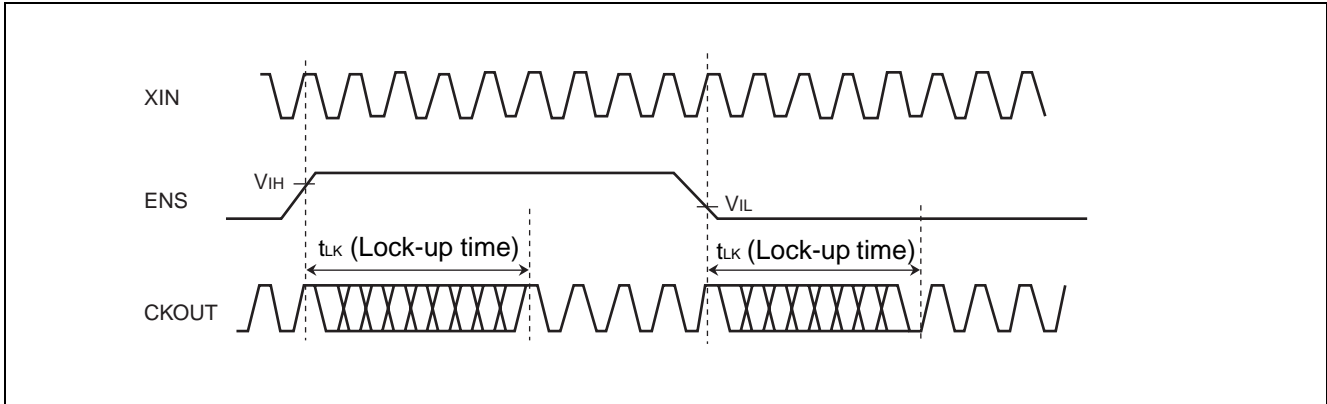 XIN
VIH
ENS
VIL
tLK (Lock-up time)
tLK (Lock-up time)
CKOUT